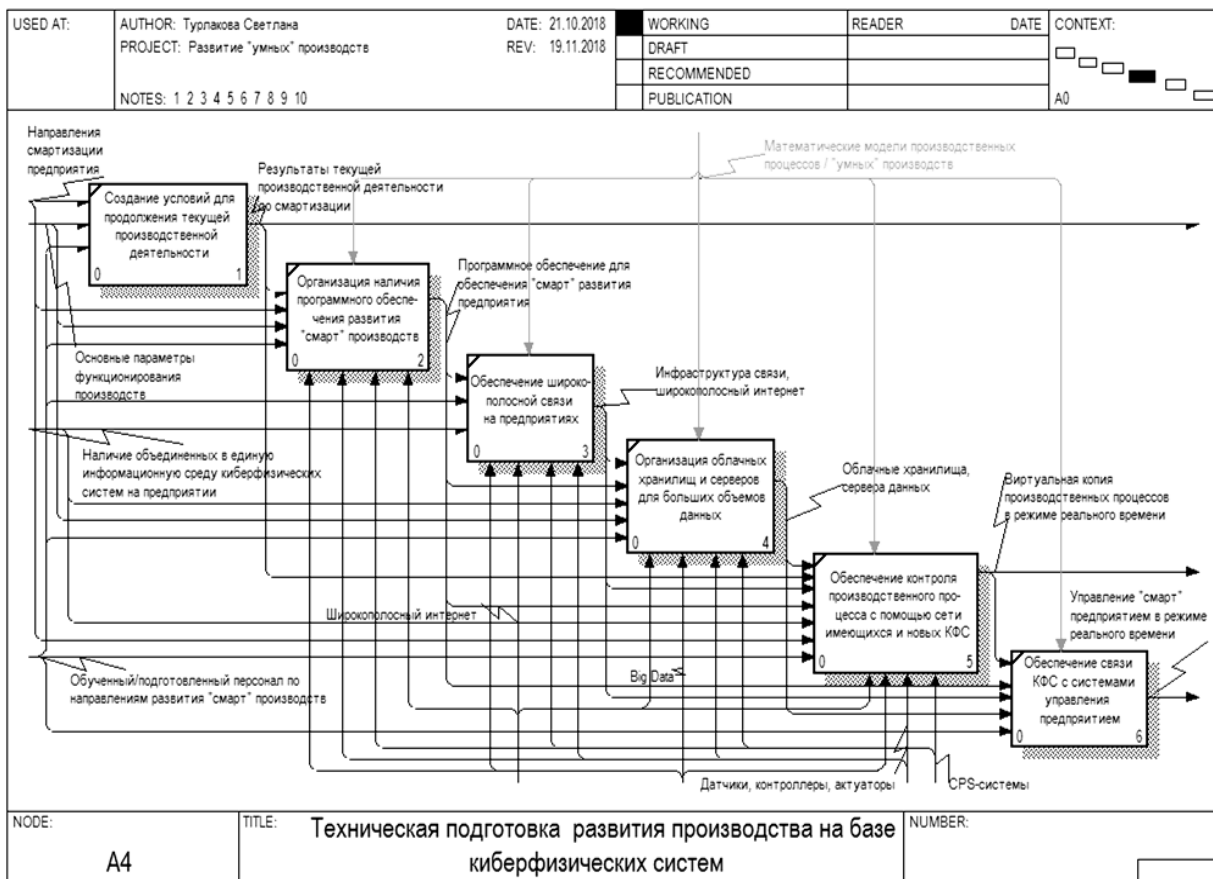 USED AT:
AUTHOR: Турлакова Светлана
DATE: 21.10.2018
PROJECT: Развитие "умных" производств
REV: 19.11.2018
NOTES: 1 2 3 4 5 6 7 8 9 10
WORKING
DRAFT
RECOMMENDED
PUBLICATION
READER
DATE
CONTEXT:
A0
Направления
смартизации
предприятия
Математические модели производственных
процессов / "умных" производств
Результаты текущей
производственной деятельности
до смартизации
Создание условий для
продолжения текущей
производственной
деятельности
0
1
Программное обеспечение для
обеспечения "смарт" развития
предприятия
Организация наличия
программного обеспе-
чения развития
"смарт" производств
0
2
Основные параметры
функционирования
производств
Обеспечение широко-
полосной связи
на предприятиях
0
3
Инфраструктура связи,
широкополосный интернет
Наличие объединенных в единую
информационную среду киберфизических
систем на предприятии
Организация облачных
хранилищ и серверов
для больших объемов
данных
0
4
Облачные хранилища,
сервера данных
Виртуальная копия
производственных процессов
в режиме реального времени
Обеспечение контроля
производственного про-
цесса с помощью сети
имеющихся и новых КФС
0
5
Широкополосный интернет
Управление "смарт"
предприятием в режиме
реального времени
Обученный/подготовленный персонал по
направлениям развития "смарт" производств
Big Data
Обеспечение связи
КФС с системами
управления
предпряитием
0
6
Датчики, контроллеры, актуаторы
CPS-системы
NODE:
A4
TITLE:
Техническая подготовка развития производства на базе
киберфизических систем
NUMBER: